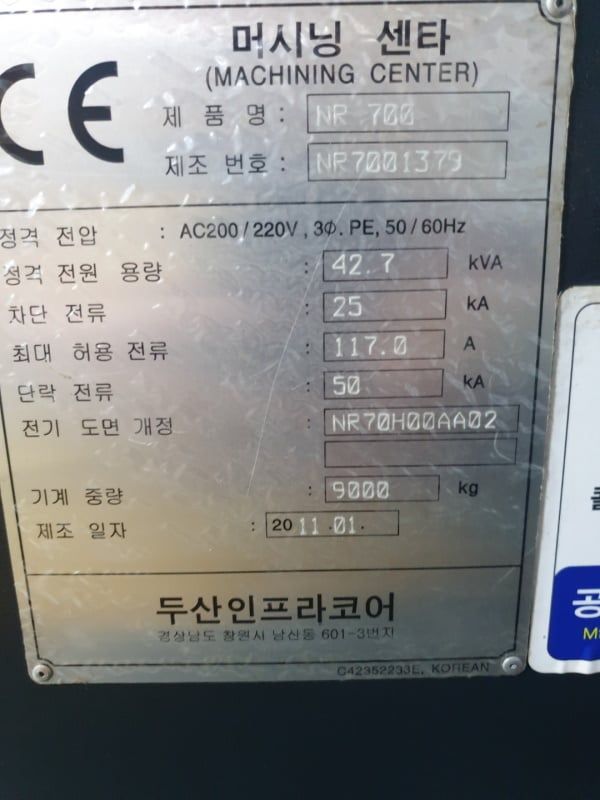 CE
머시닝 센타
(MACHINING CENTER)
제 품 명 : NR 700
제조 번호 : NR7001379
정격 전압 : AC200/220V, 3Φ. PE, 50/60Hz
정격 전원 용량 : 42.7 kVA
차단 전류 : 25 kA
최대 허용 전류 : 117.0 A
단락 전류 : 50 kA
전기 도면 개정 : NR70H00AA02
기계 중량 : 9000 kg
제조 일자 : 20 11.01.
두산인프라코어
경상남도 창원시 남산동 601-3번지
C42352233E, KOREAN
공